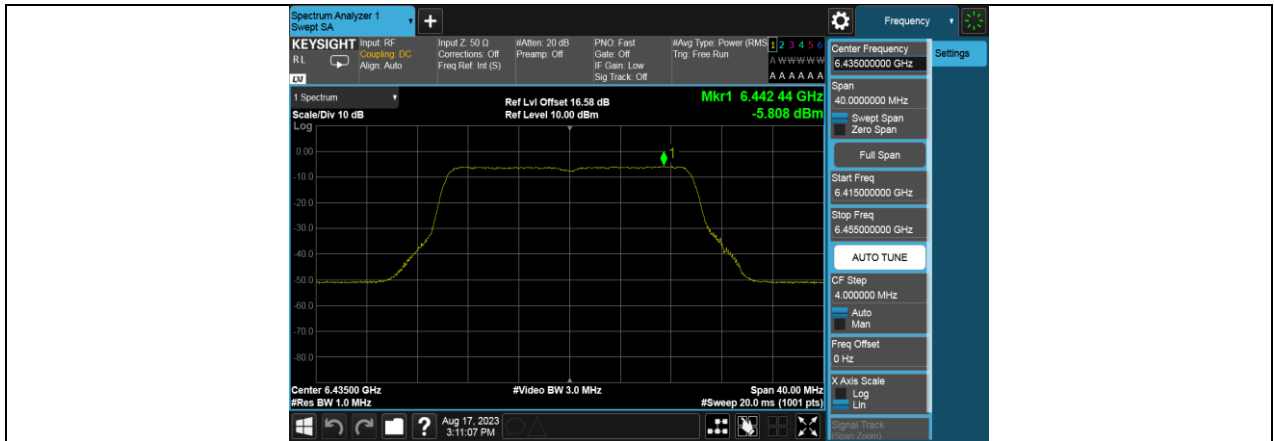 Spectrum Analyzer 1
Swept SA
Frequency
KEYSIGHT
RL
LXI
Input: RF
Coupling: DC
Align: Auto
Input Z: 50 Ω
Corrections: Off
Freq Ref: Int (S)
#Atten: 20 dB
Preamp: Off
PNO: Fast
Gate: Off
IF Gain: Low
Sig Track: Off
#Avg Type: Power (RMS
Trig: Free Run
1 2 3 4 5 6
A W W W W W
A A A A A A
1 Spectrum
Scale/Div 10 dB
Log
Ref Lvl Offset 16.58 dB
Ref Level 10.00 dBm
Mkr1 6.442 44 GHz
-5.808 dBm
1
0.00
-10.0
-20.0
-30.0
-40.0
-50.0
-60.0
-70.0
-80.0
Center 6.43500 GHz
#Res BW 1.0 MHz
#Video BW 3.0 MHz
Span 40.00 MHz
#Sweep 20.0 ms (1001 pts)
?
Aug 17, 2023
3:11:07 PM
Center Frequency
6.435000000 GHz
Span
40.0000000 MHz
Swept Span
Zero Span
Full Span
Start Freq
6.415000000 GHz
Stop Freq
6.455000000 GHz
AUTO TUNE
CF Step
4.000000 MHz
Auto
Man
Freq Offset
0 Hz
X Axis Scale
Log
Lin
Signal Track
(Span Zoom)
Settings